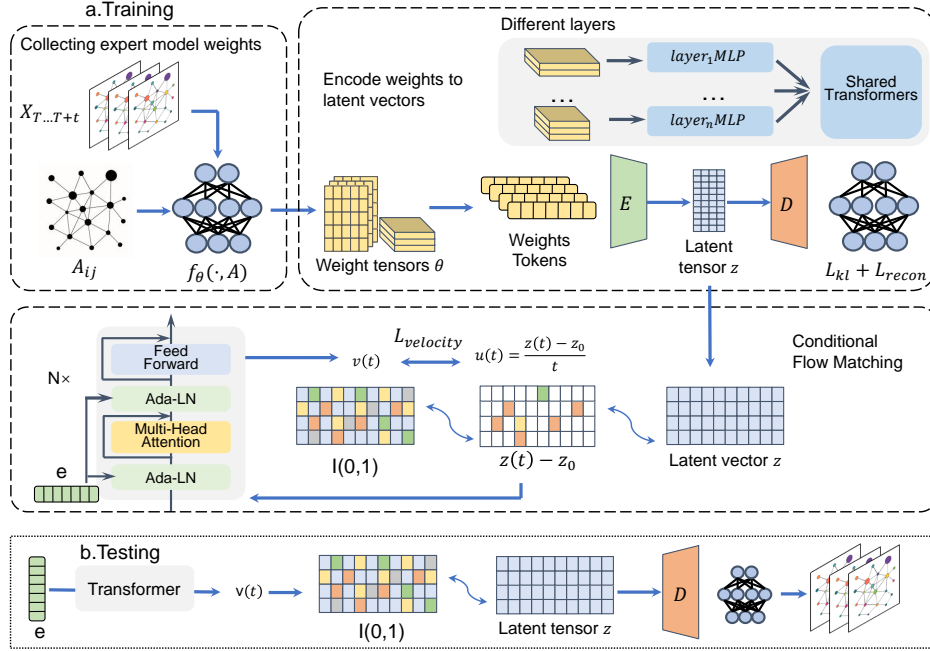 a.Training
Collecting expert model weights
X_{T...T+t}
A_{ij}
f_θ(·, A)
Different layers
Encode weights to
latent vectors
layer_1MLP
...
...
layer_nMLP
Shared
Transformers
Weight tensors θ
Weights
Tokens
E
Latent
tensor z
D
L_{kl} + L_{recon}
Conditional
Flow Matching
N×
Feed
Forward
Ada-LN
Multi-Head
Attention
Ada-LN
e
v(t)
L_{velocity}
u(t) = \frac{z(t) − z_0}{t}
I(0,1)
z(t) − z_0
Latent vector z
b.Testing
e
Transformer
v(t)
I(0,1)
Latent tensor z
D